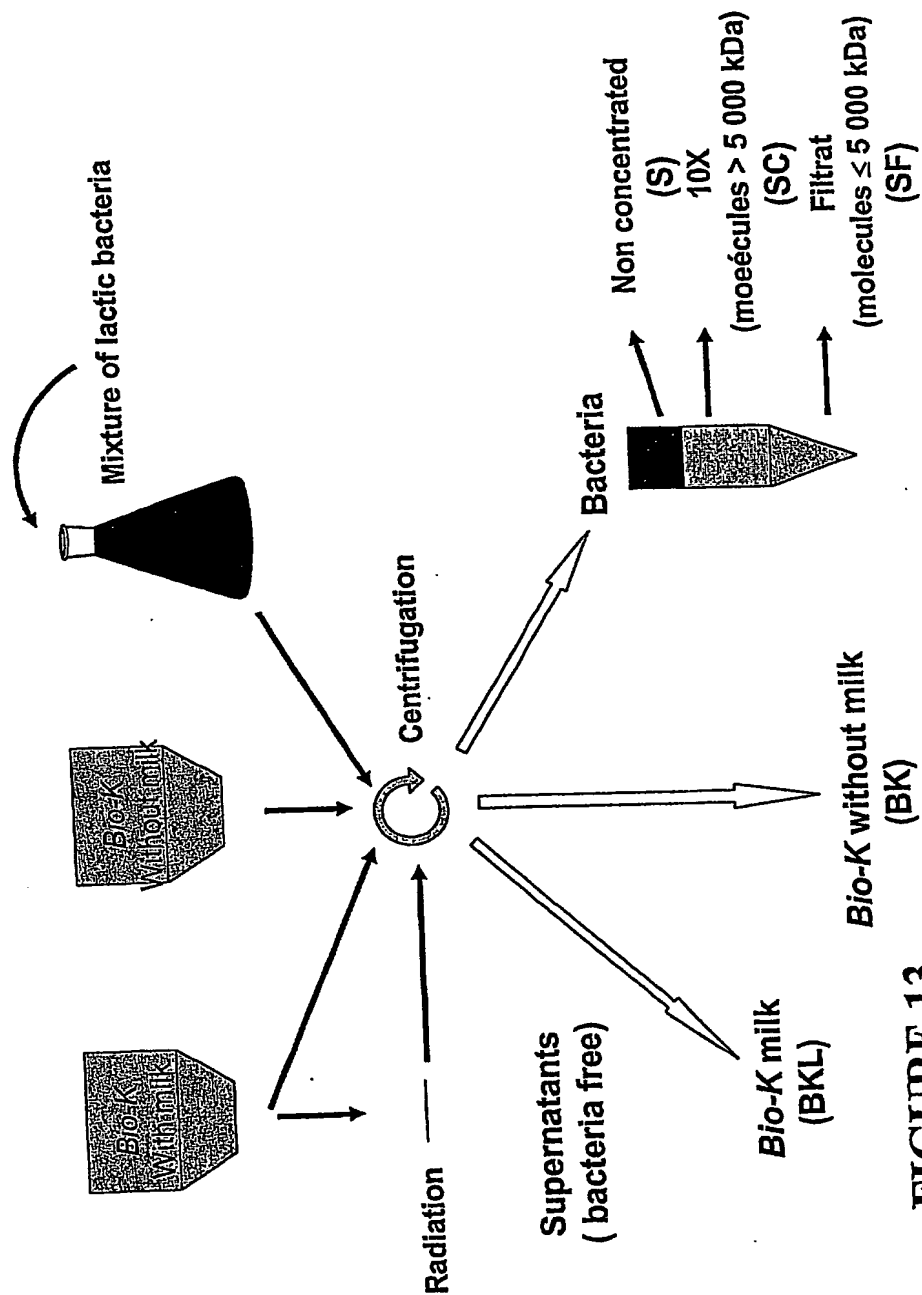 Mixture of lactic bacteria
Bio-K
Without milk
Bio-K
With milk
Centrifugation
Radiation
Supernatants
( bacteria free)
Bacteria
Non concentrated
(S)
10X
(moeécules > 5 000 kDa)
(SC)
Filtrat
(molecules ≤ 5 000 kDa)
(SF)
Bio-K without milk
(BK)
Bio-K milk
(BKL)
FIGURE 13